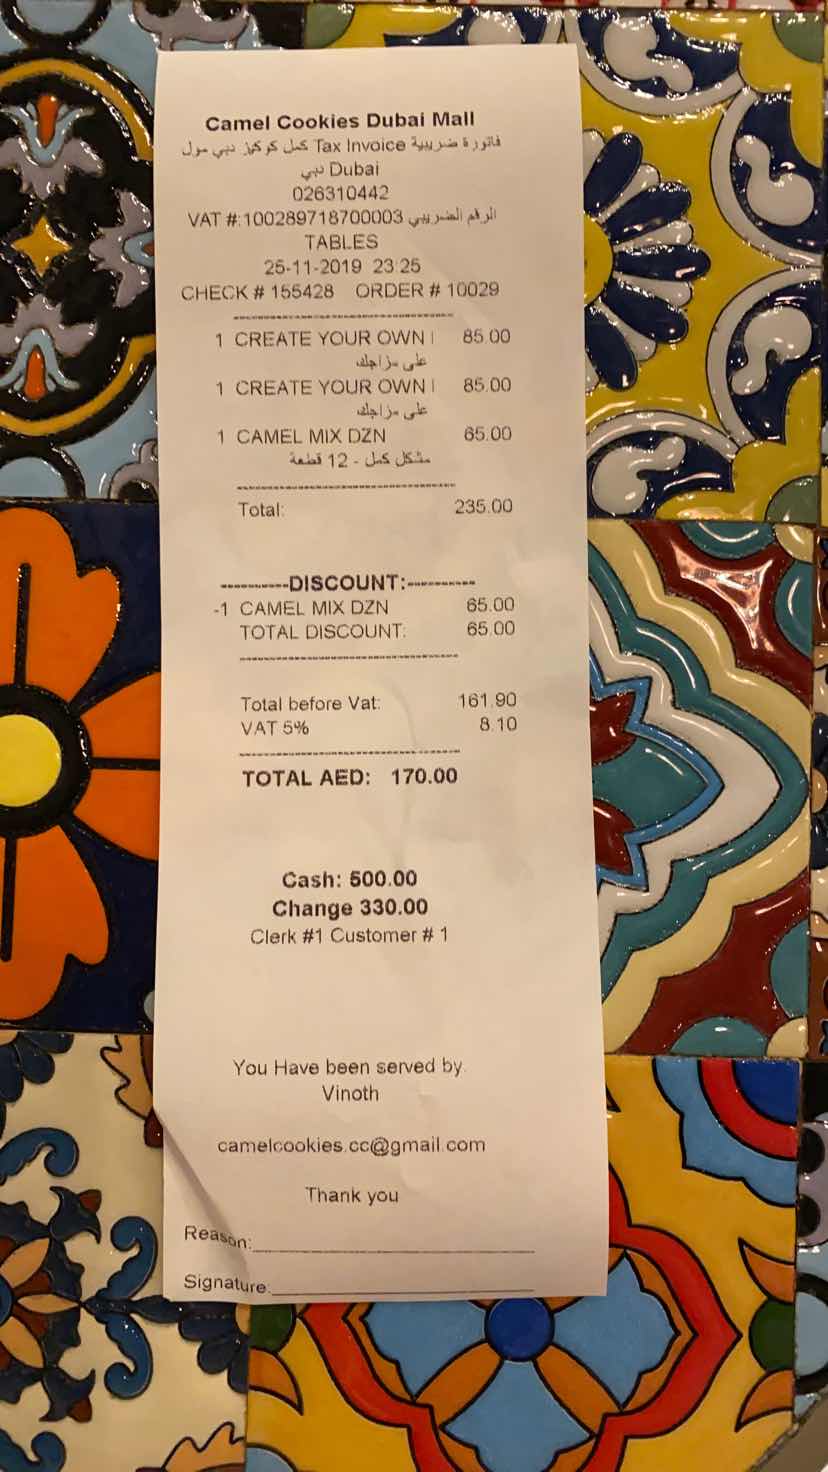 Camel Cookies Dubai Mall
فاتورة ضريبية Tax Invoice كمل كوكيز دبي مول
دبي Dubai
026310442
VAT #:100289718700003 الرقم الضريبي
TABLES
25-11-2019 23:25
CHECK # 155428 ORDER # 10029
1 CREATE YOUR OWN 85.00
على مزاجك
1 CREATE YOUR OWN 85.00
على مزاجك
1 CAMEL MIX DZN 65.00
مشكل كمل - 12 قطعة
Total: 235.00
----------DISCOUNT:----------
-1 CAMEL MIX DZN 65.00
TOTAL DISCOUNT: 65.00
Total before Vat: 161.90
VAT 5% 8.10
TOTAL AED: 170.00
Cash: 500.00
Change 330.00
Clerk #1 Customer # 1
You Have been served by:
Vinoth
camelcookies.cc@gmail.com
Thank you
Reason:
Signature: